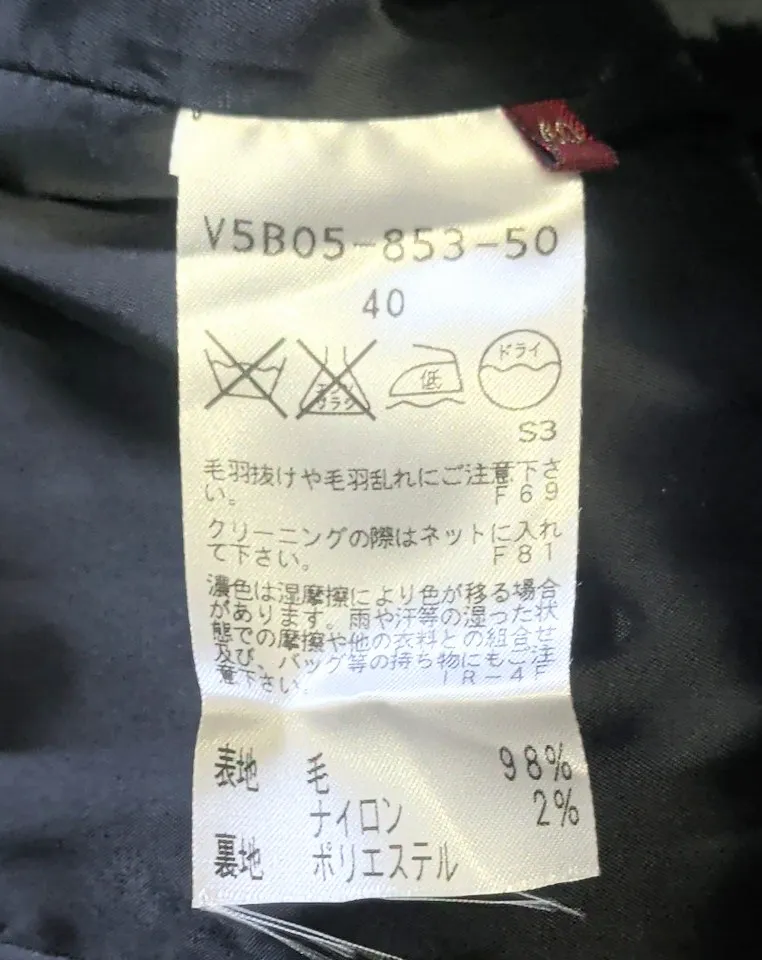 V5B05-853-50
40
エンソ
サラシ
低
ドライ
S3
毛羽抜けや毛羽乱れにご注意下さ
い。 F69
クリーニングの際はネットに入れ
て下さい。 F81
濃色は湿摩擦により色が移る場合
があります。雨や汗等の湿った状
態での摩擦や他の衣料との組合せ
及び、バッグ等の持ち物にもご注
意下さい。
表地 毛 98%
ナイロン 2%
裏地 ポリエステル